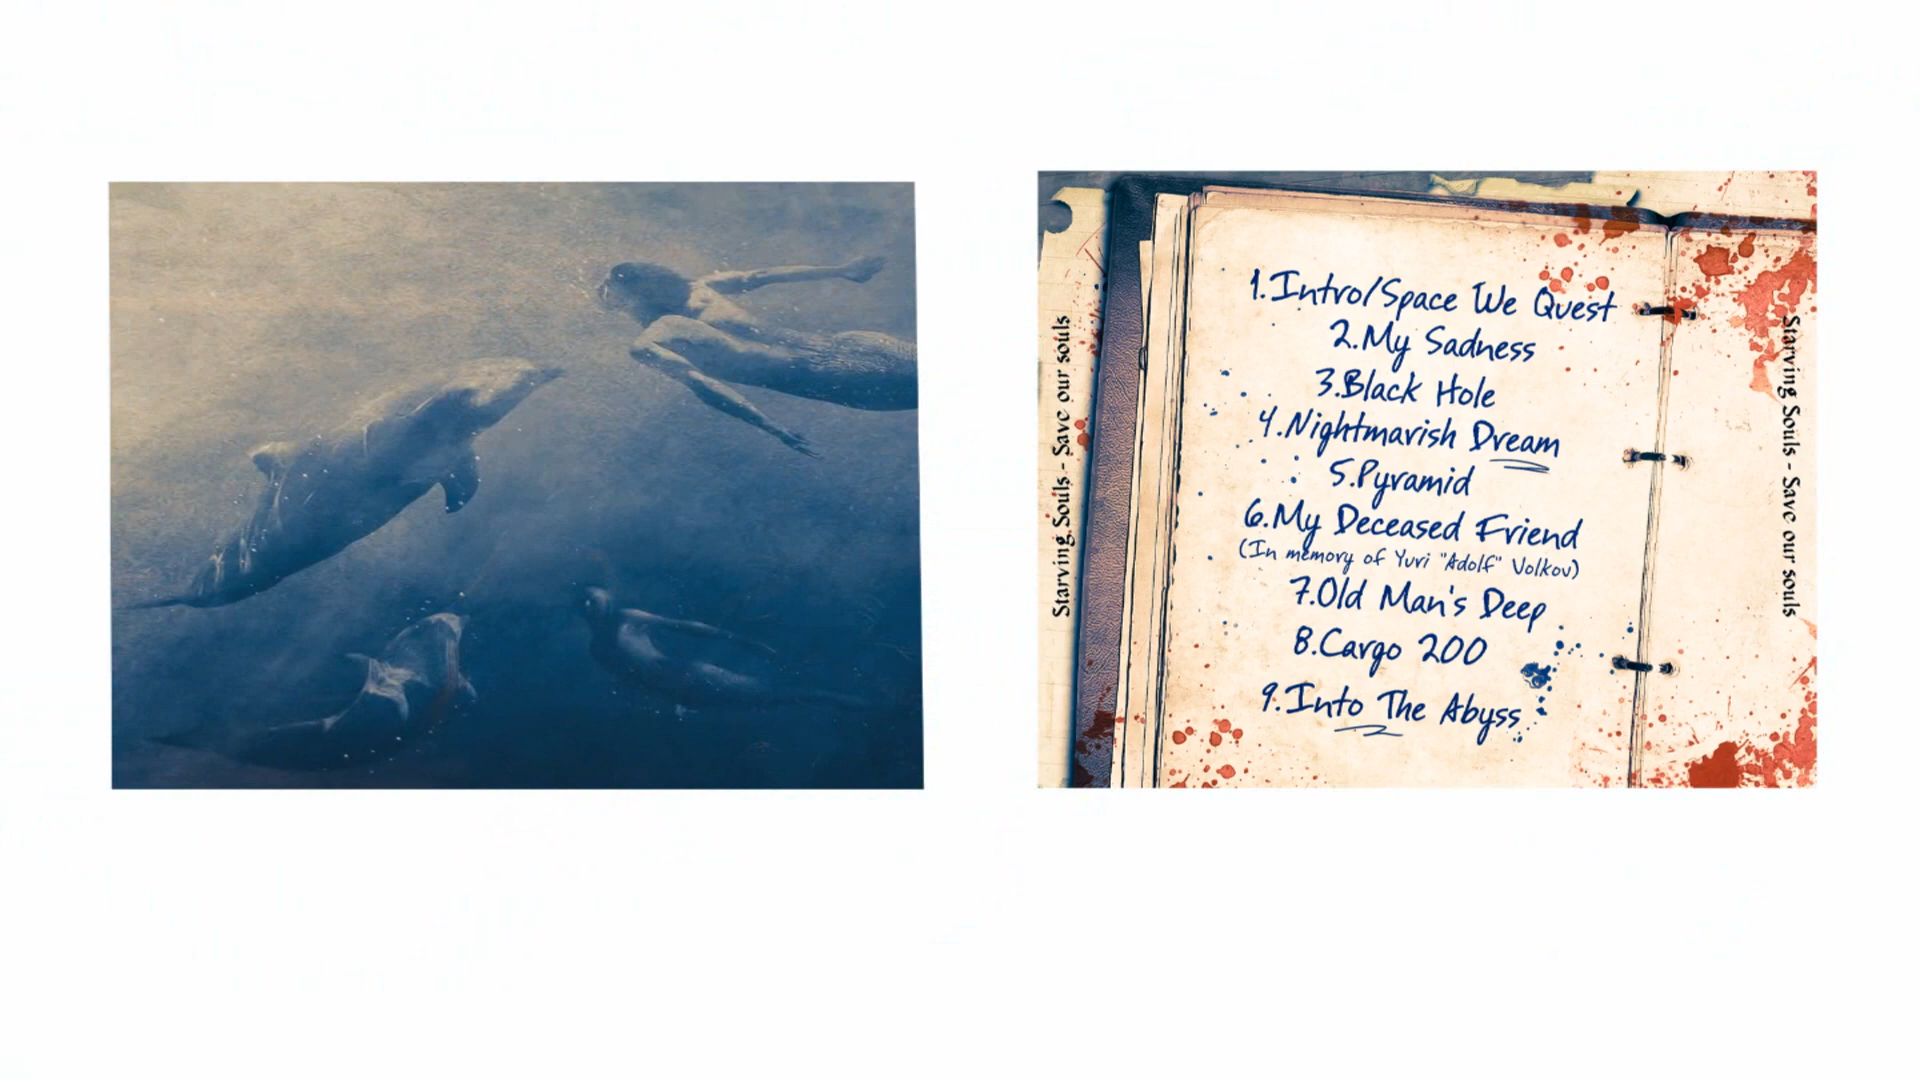 Starving Souls - Save our souls
1.Intro/Space We Quest
2.My Sadness
3.Black Hole
4.Nightmarish Dream
5.Pyramid
6.My Deceased Friend
(In memory of Yuri "Adolf" Volkov)
7.Old Man's Deep
8.Cargo 200
9.Into The Abyss
Starving Souls - Save our souls